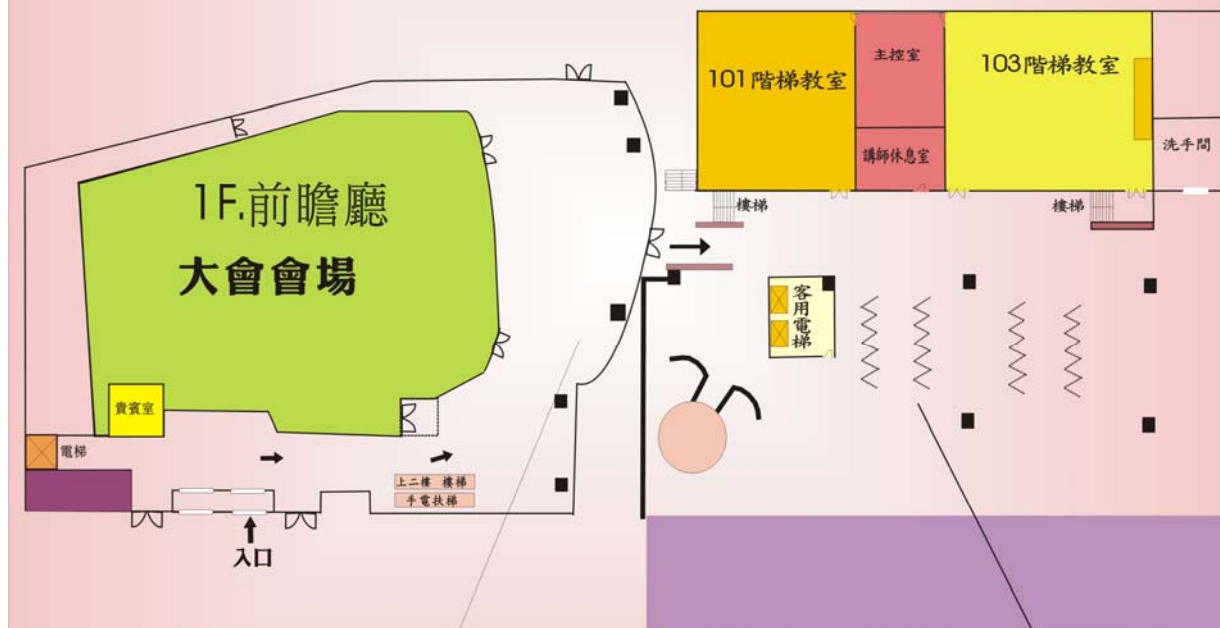 101階梯教室
主控室
103階梯教室
講師休息室
洗手間
1F.前瞻廳
大會會場
樓梯
樓梯
客用電梯
貴賓室
電梯
上二樓 樓梯
手電扶梯
入口